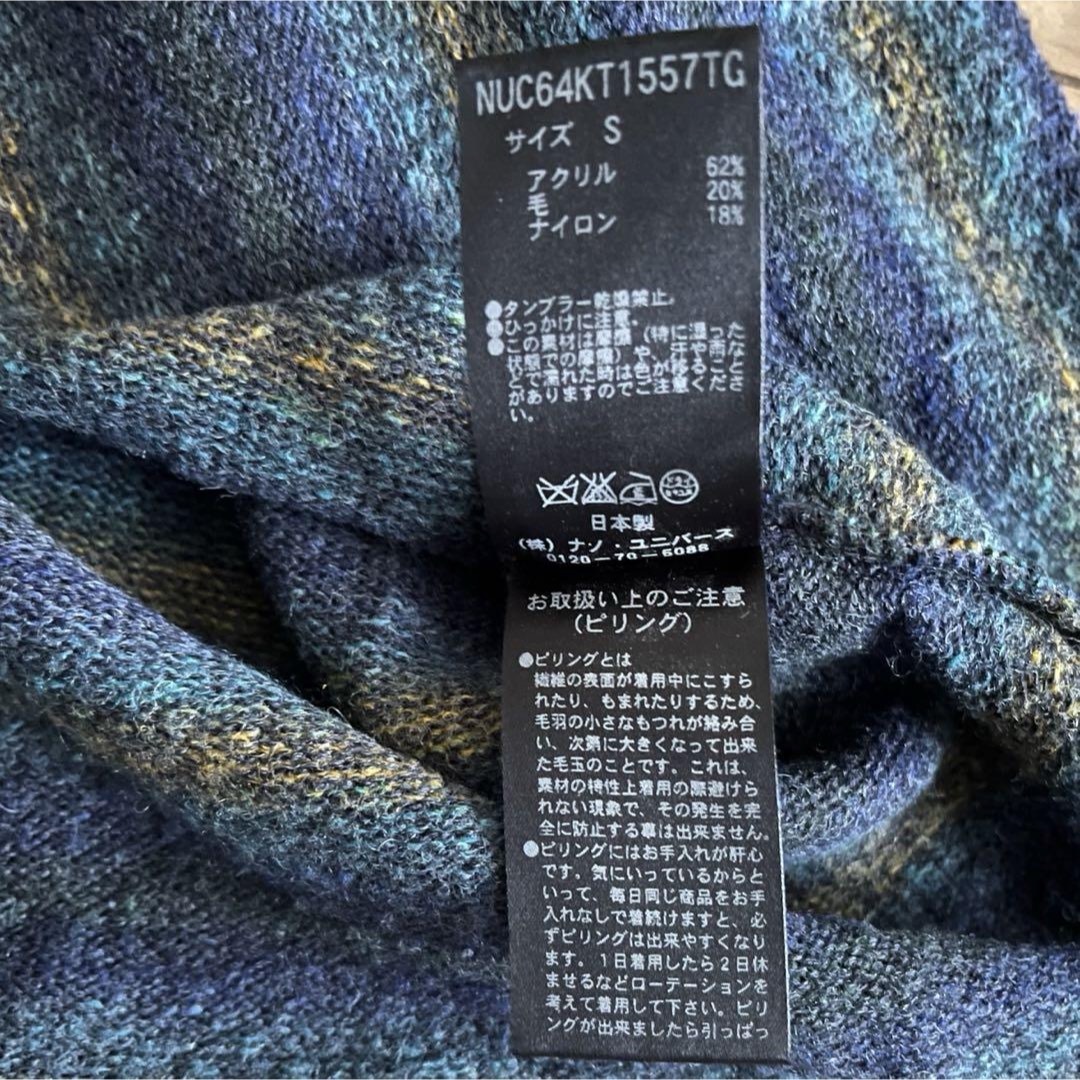 NUC64KT1557TG
サイズ S
アクリル 62%
毛 20%
ナイロン 18%
●タンブラー乾燥禁止。
●ひっかけに注意。
●この素材は摩擦(特に湿った
状態での摩擦)や、汗や雨など
で濡れた時は色が移るこ
とがありますのでご注意くださ
い。
日本製
(株)ナノ・ユニバース
0120-70-5088
お取扱い上のご注意
(ピリング)
●ピリングとは
繊維の表面が着用中にこすら
れたり、もまれたりするため、
毛羽の小さなもつれが絡み合
い、次第に大きくなって出来
た毛玉のことです。これは、
素材の特性上着用の際避けら
れない現象で、その発生を完
全に防止する事は出来ません。
●ピリングにはお手入れが肝心
です。気にいっているからと
いって、毎日同じ商品をお手
入れなしで着続けますと、必
ずピリングは出来やすくなり
ます。1日着用したら2日休
ませるなどローテーションを
考えて着用して下さい。ピリ
ングが出来ましたら引っぱっ